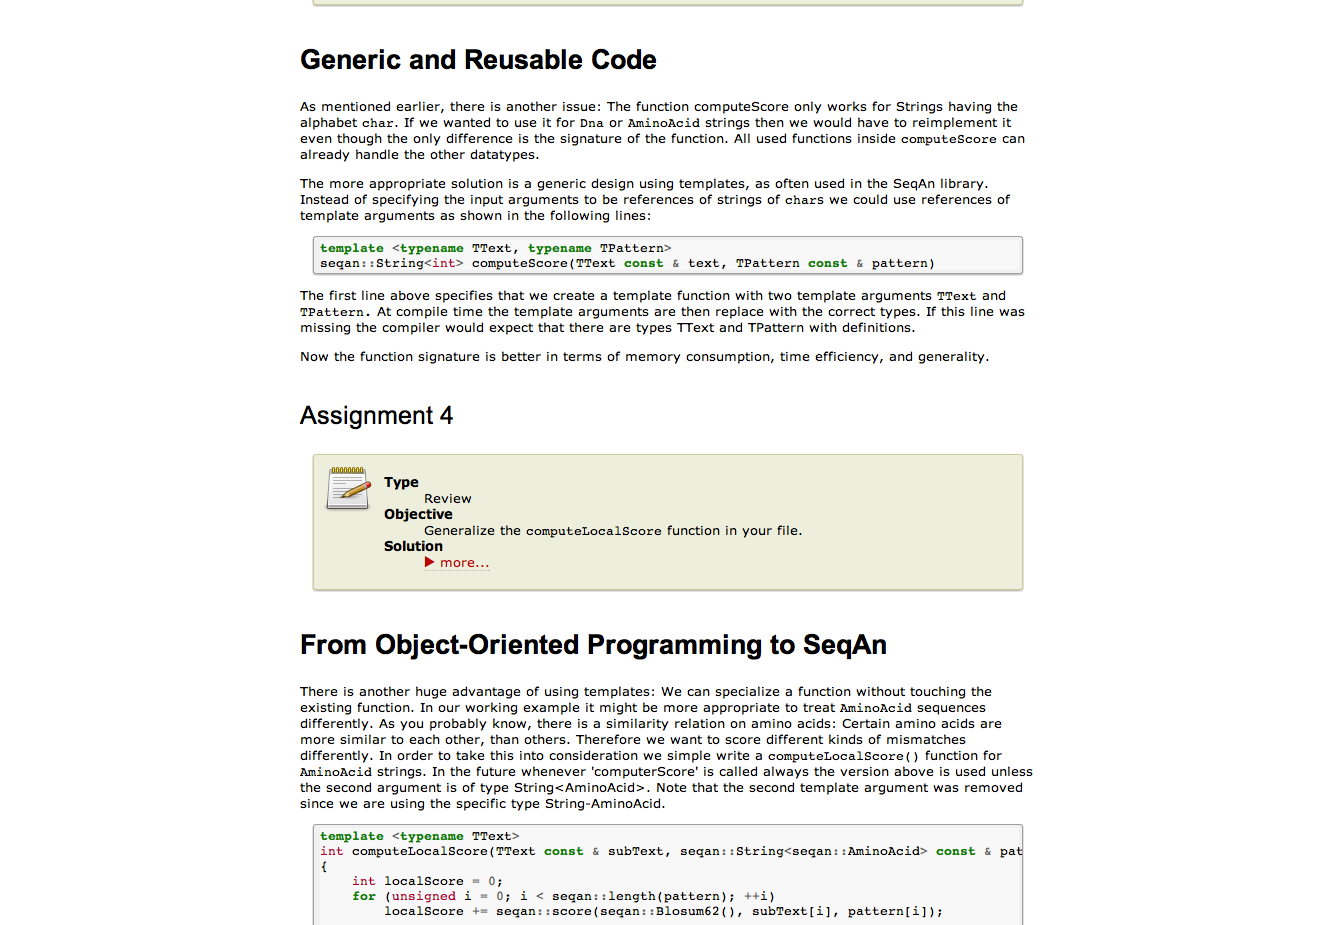 Generic and Reusable Code
As mentioned earlier, there is another issue: The function computeScore only works for Strings having the
alphabet char. If we wanted to use it for Dna or AminoAcid strings then we would have to reimplement it
even though the only difference is the signature of the function. All used functions inside computeScore can
already handle the other datatypes.
The more appropriate solution is a generic design using templates, as often used in the SeqAn library.
Instead of specifying the input arguments to be references of strings of chars we could use references of
template arguments as shown in the following lines:
template <typename TText, typename TPattern>
seqan::String<int> computeScore(TText const & text, TPattern const & pattern)
The first line above specifies that we create a template function with two template arguments TText and
TPattern. At compile time the template arguments are then replace with the correct types. If this line was
missing the compiler would expect that there are types TText and TPattern with definitions.
Now the function signature is better in terms of memory consumption, time efficiency, and generality.
Assignment 4
Type
Review
Objective
Generalize the computeLocalScore function in your file.
Solution
more...
From Object-Oriented Programming to SeqAn
There is another huge advantage of using templates: We can specialize a function without touching the
existing function. In our working example it might be more appropriate to treat AminoAcid sequences
differently. As you probably know, there is a similarity relation on amino acids: Certain amino acids are
more similar to each other, than others. Therefore we want to score different kinds of mismatches
differently. In order to take this into consideration we simple write a computeLocalScore() function for
AminoAcid strings. In the future whenever 'computerScore' is called always the version above is used unless
the second argument is of type String<AminoAcid>. Note that the second template argument was removed
since we are using the specific type String-AminoAcid.
template <typename TText>
int computeLocalScore(TText const & subText, seqan::String<seqan::AminoAcid> const & pat
{
    int localScore = 0;
    for (unsigned i = 0; i < seqan::length(pattern); ++i)
        localScore += seqan::score(seqan::Blosum62(), subText[i], pattern[i]);